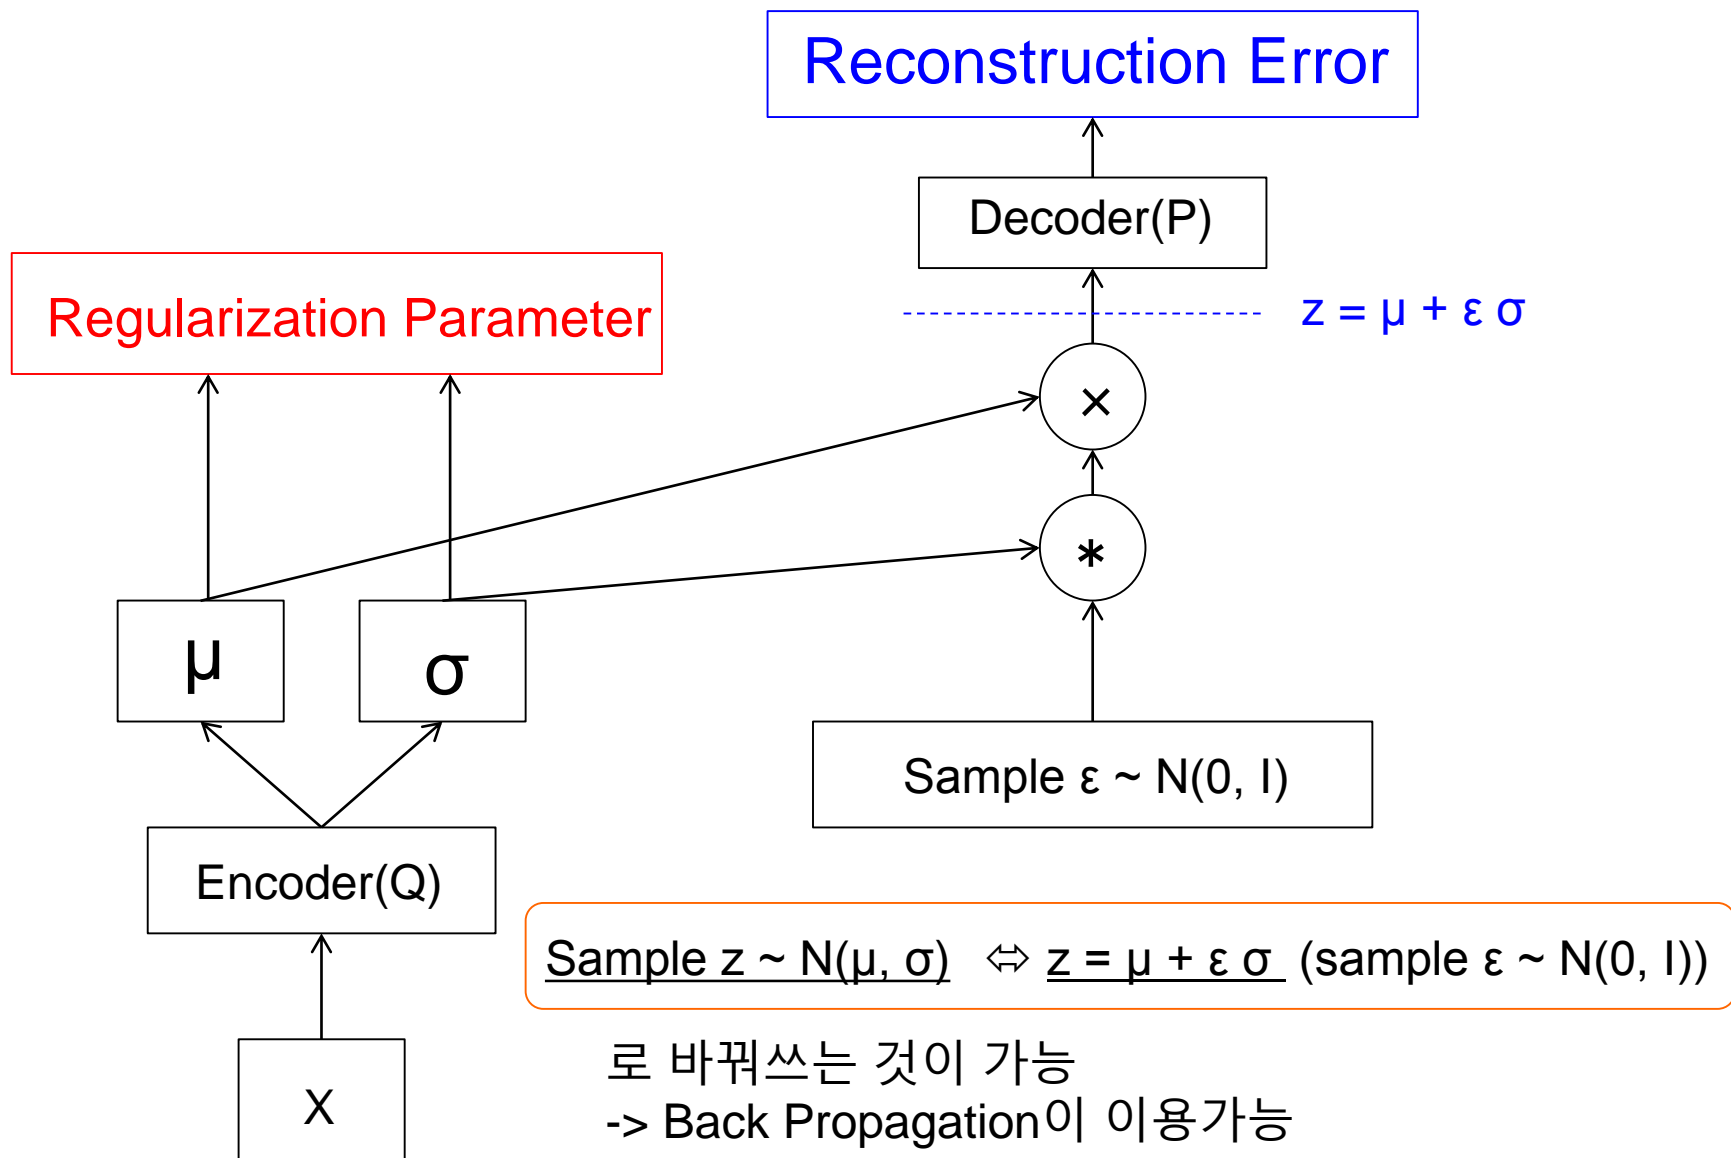 Reconstruction Error
Decoder(P)
Regularization Parameter
z = μ + ε σ
×
*
μ
σ
Sample ε ~ N(0, I)
Encoder(Q)
Sample z ~ N(μ, σ) ⇔ z = μ + ε σ (sample ε ~ N(0, I))
로 바꿔쓰는 것이 가능
X
-> Back Propagation이 이용가능